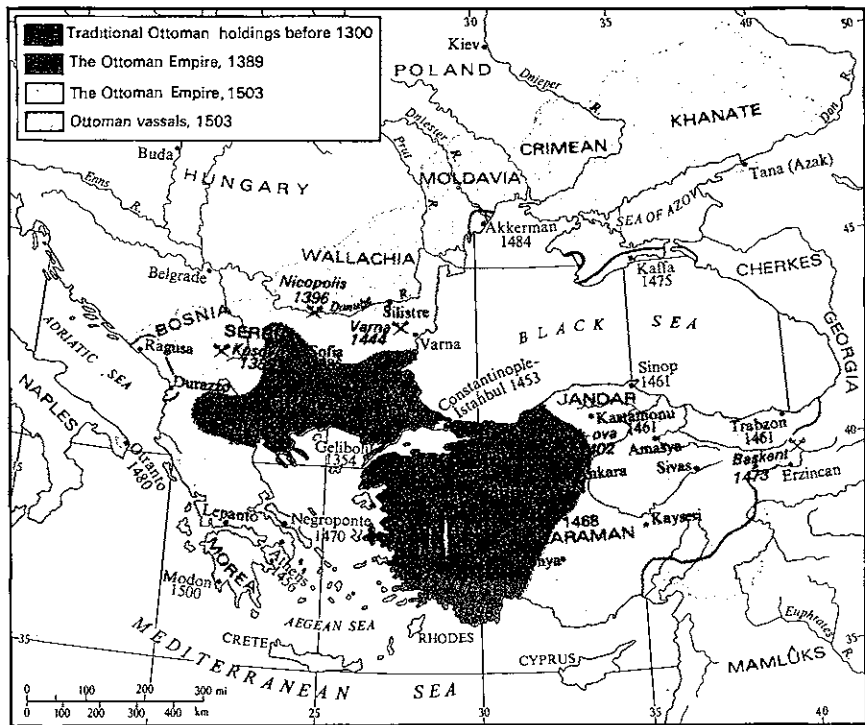 Traditional Ottoman holdings before 1300
The Ottoman Empire, 1389
The Ottoman Empire, 1503
Ottoman vassals, 1503
30
35
40
45
Kiev
Dnieper
R.
POLAND
Don
R.
KHANATE
CRIMEAN
Dniester
R.
Prut
R.
MOLDAVIA
Tana (Azak)
Buda
HUNGARY
Enns
R.
SEA OF AZOV
45
Akkerman
1484
WALLACHIA
Kaffa
1475
CHERKES
Belgrade
Nicopolis
1396
Danube
R.
Silistre
BOSNIA
Varna
1444
Varna
BLACK SEA
GEORGIA
ADRIATIC SEA
Ragusa
Sofia
Durazzo
Constantinople-
Istanbul 1453
Sinop
1461
JANDAR
Kastamonu
1461
Trabzon
1461
40
NAPLES
Otranto
1480
Gelibolu
1354
ova
Amasya
Sivas
Başkent
1473
Erzincan
Lepanto
Negroponte
1470
1468
ARAMAN
Kayseri
Athens
1456
MOREA
Modon
1500
AEGEAN SEA
Euphrates
R.
35
CRETE
RHODES
CYPRUS
35
MAMLŪKS
MEDITERRANEAN SEA
0 100 200 300 mi
0 100 200 300 400 km
25
30
35
40